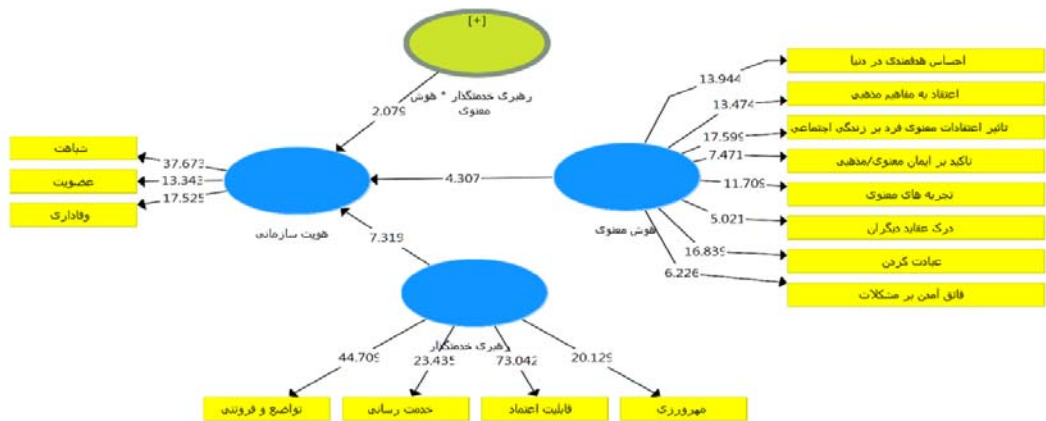 [+]
رهبری خدمتگذار * هوش
معنوی
2.079
شباهت
عضویت
وفاداری
37.673
13.343
17.525
هویت سازمانی
4.307
7.319
هوش معنوی
13.944
13.474
17.599
7.471
11.709
5.021
16.839
6.226
احساس هدفمندی در دنیا
اعتقاد به مفاهیم مذهبی
تاثیر اعتقادات معنوی فرد بر زندگی اجتماعی
تاکید بر ایمان معنوی/مذهبی
تجربه های معنوی
درک عقاید دیگران
عبادت کردن
فائق آمدن بر مشکلات
رهبری خدمتگذار
44.709
23.435
73.042
20.129
تواضع و فروتنی
خدمت رسانی
قابلیت اعتماد
مهرورزی